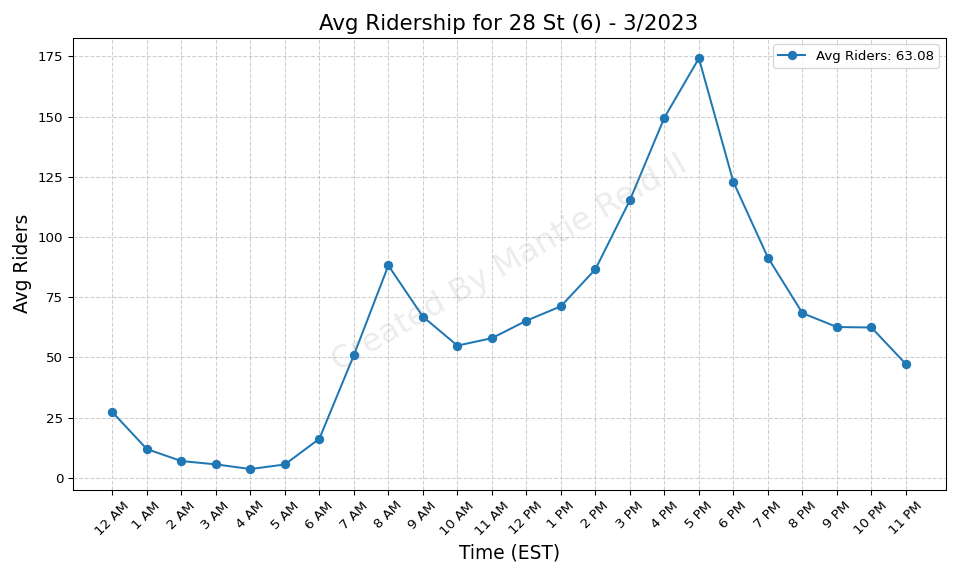 Avg Ridership for 28 St (6) - 3/2023
Avg Riders: 63.08
Avg Riders
175
150
125
100
75
50
25
0
Created By Mantie Reid II
12 AM
1 AM
2 AM
3 AM
4 AM
5 AM
6 AM
7 AM
8 AM
9 AM
10 AM
11 AM
12 PM
1 PM
2 PM
3 PM
4 PM
5 PM
6 PM
7 PM
8 PM
9 PM
10 PM
11 PM
Time (EST)